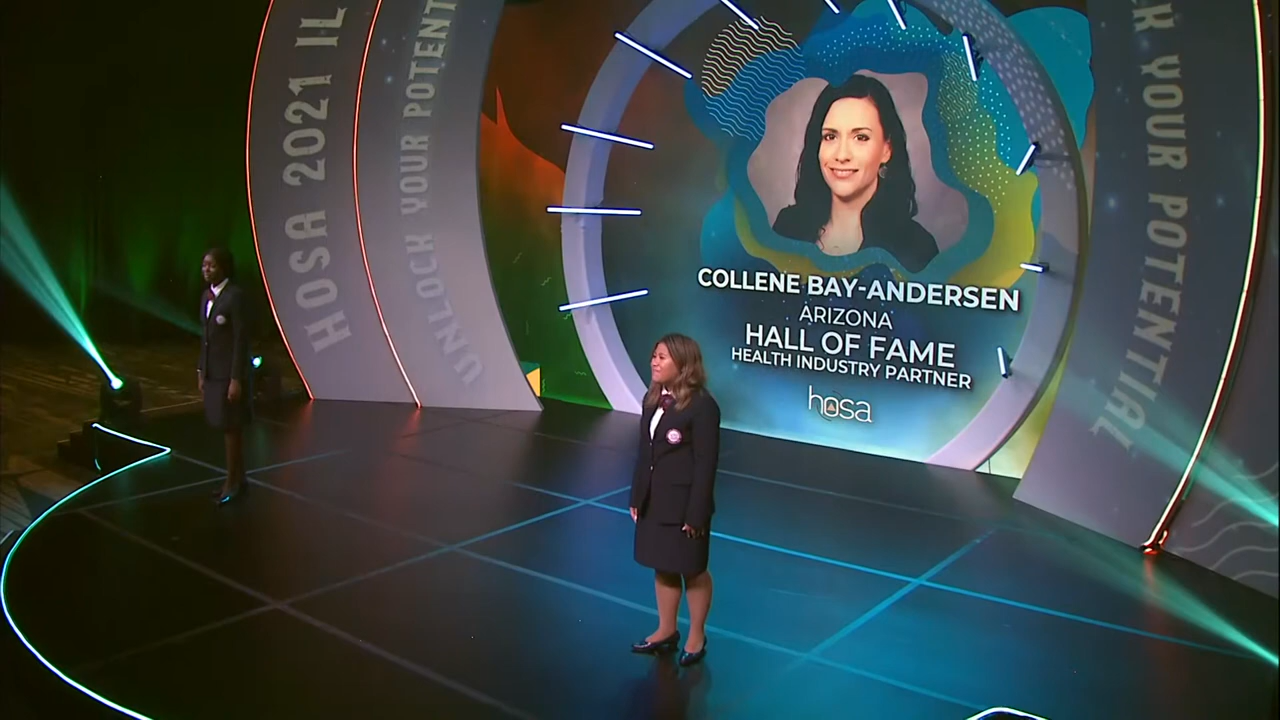 HOSA 2021 IL
UNLOCK YOUR POTENT
K YOUR POTENTIAL
COLLENE BAY-ANDERSEN
ARIZONA
HALL OF FAME
HEALTH INDUSTRY PARTNER
hosa